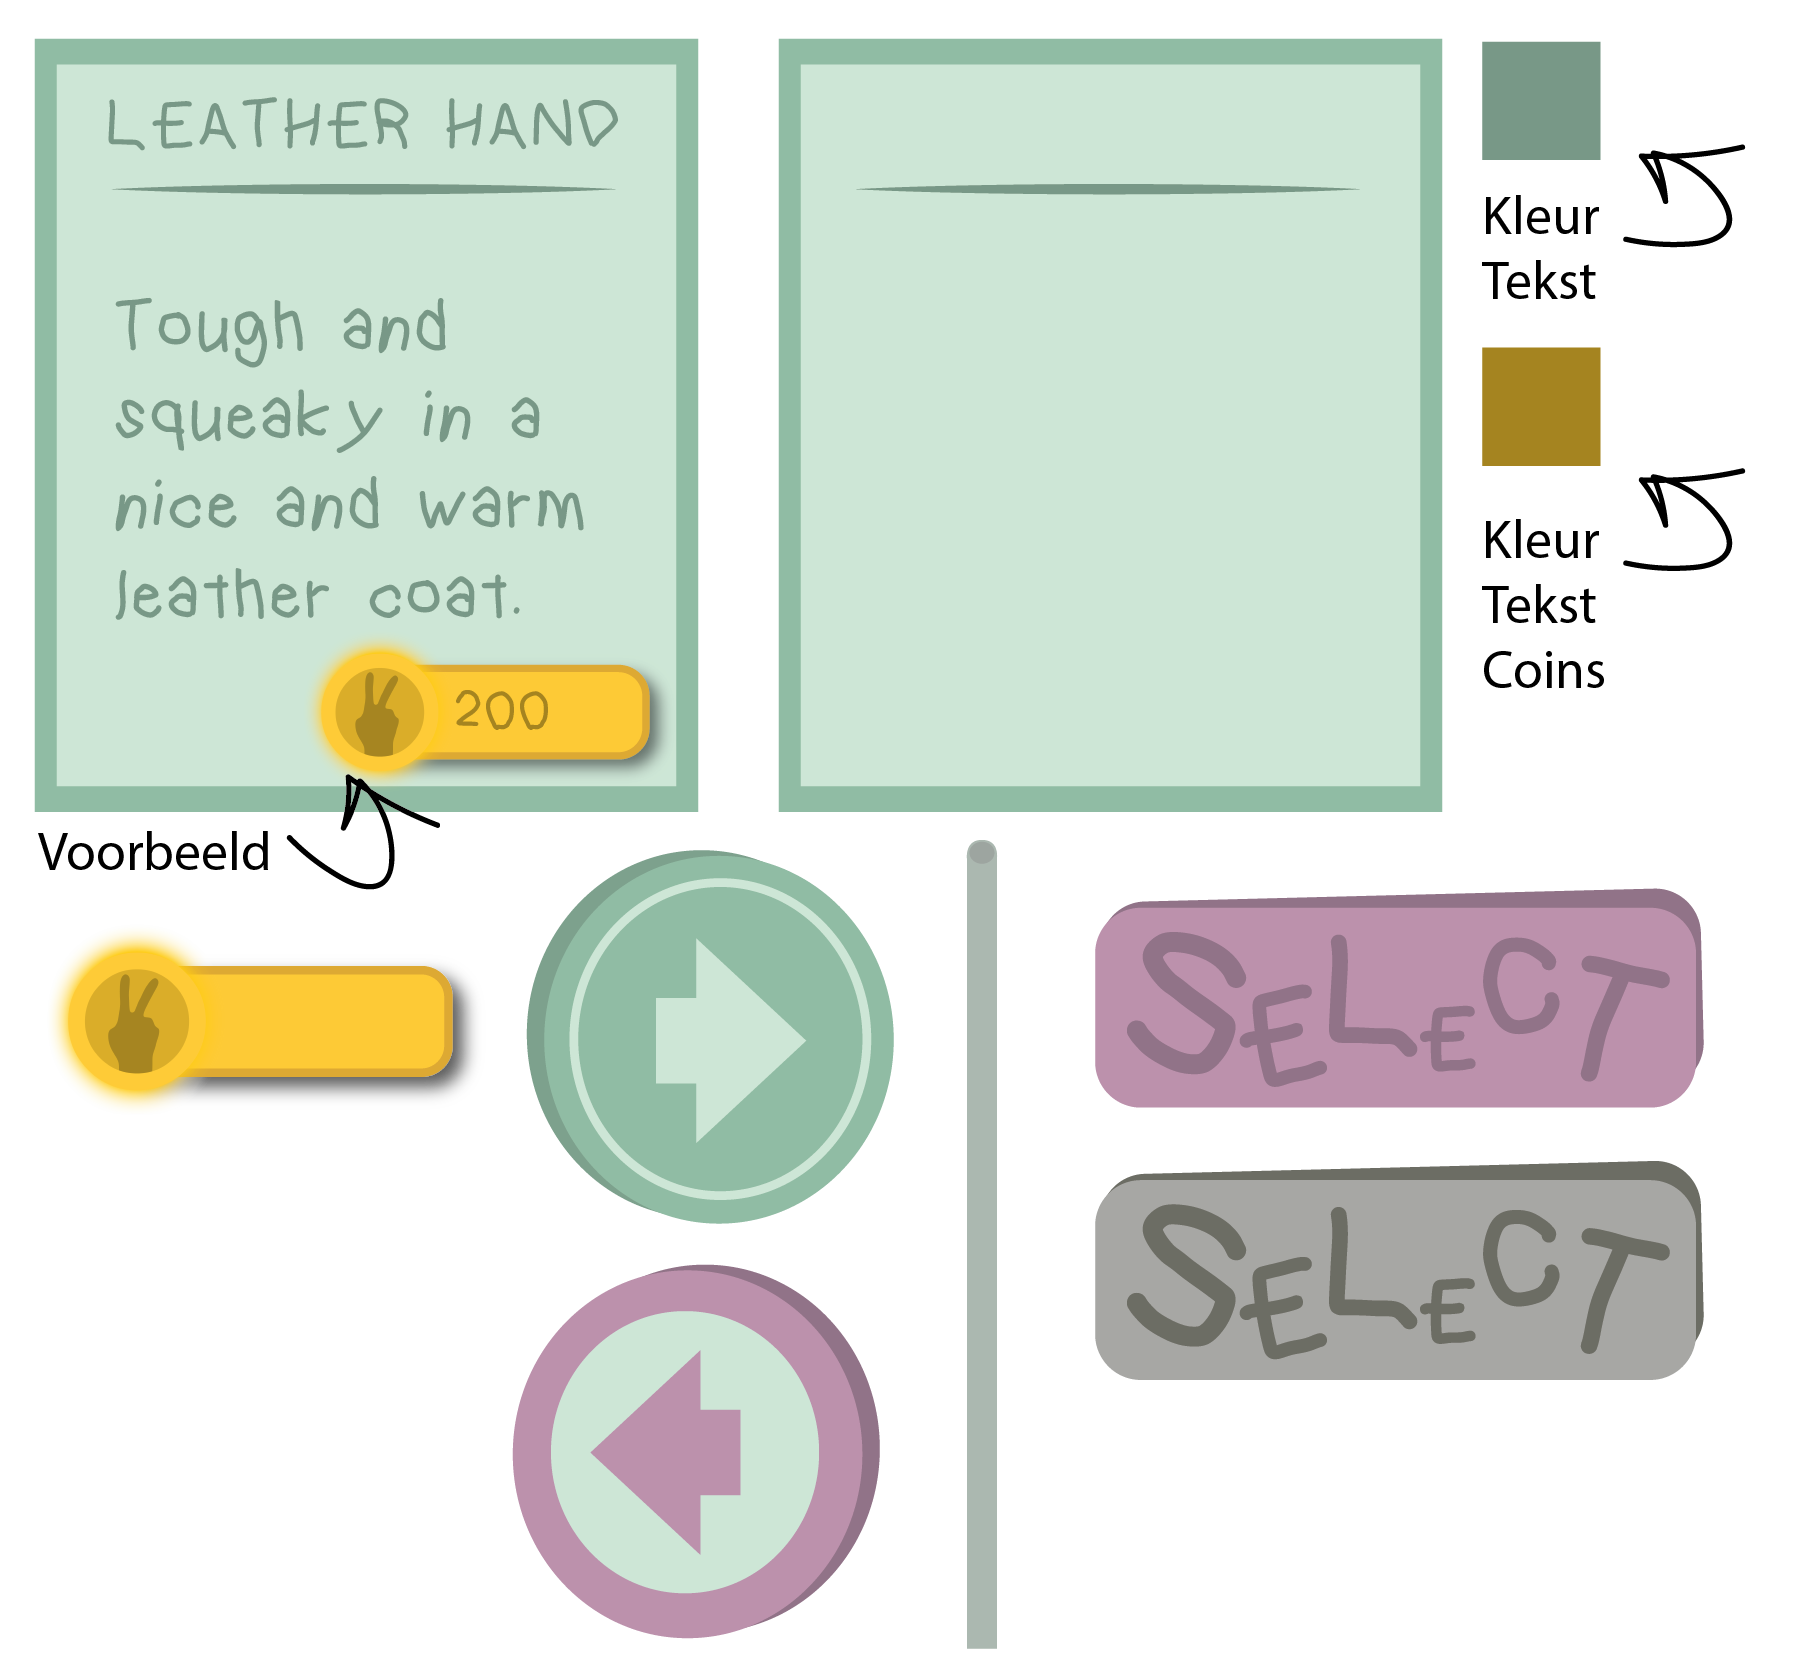 LEATHER HAND
Tough and
squeaky in a
nice and warm
leather coat.
200
Voorbeeld
Kleur
Tekst
Kleur
Tekst
Coins
SELECT
SELECT